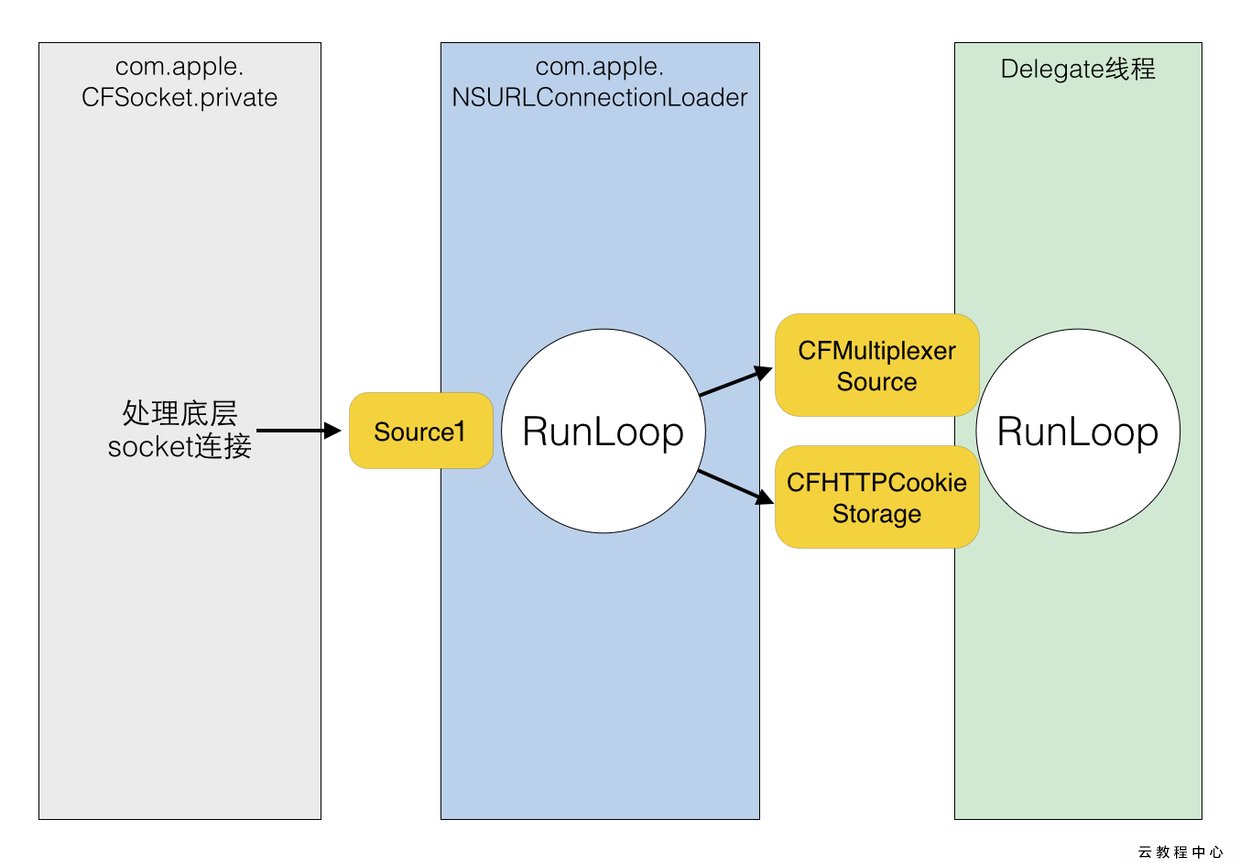 com.apple.
CFSocket.private
com.apple.
NSURLConnectionLoader
Delegate线程
处理底层
socket连接
Source1
RunLoop
CFMultiplexer
Source
CFHTTPCookie
Storage
RunLoop
云教程中心